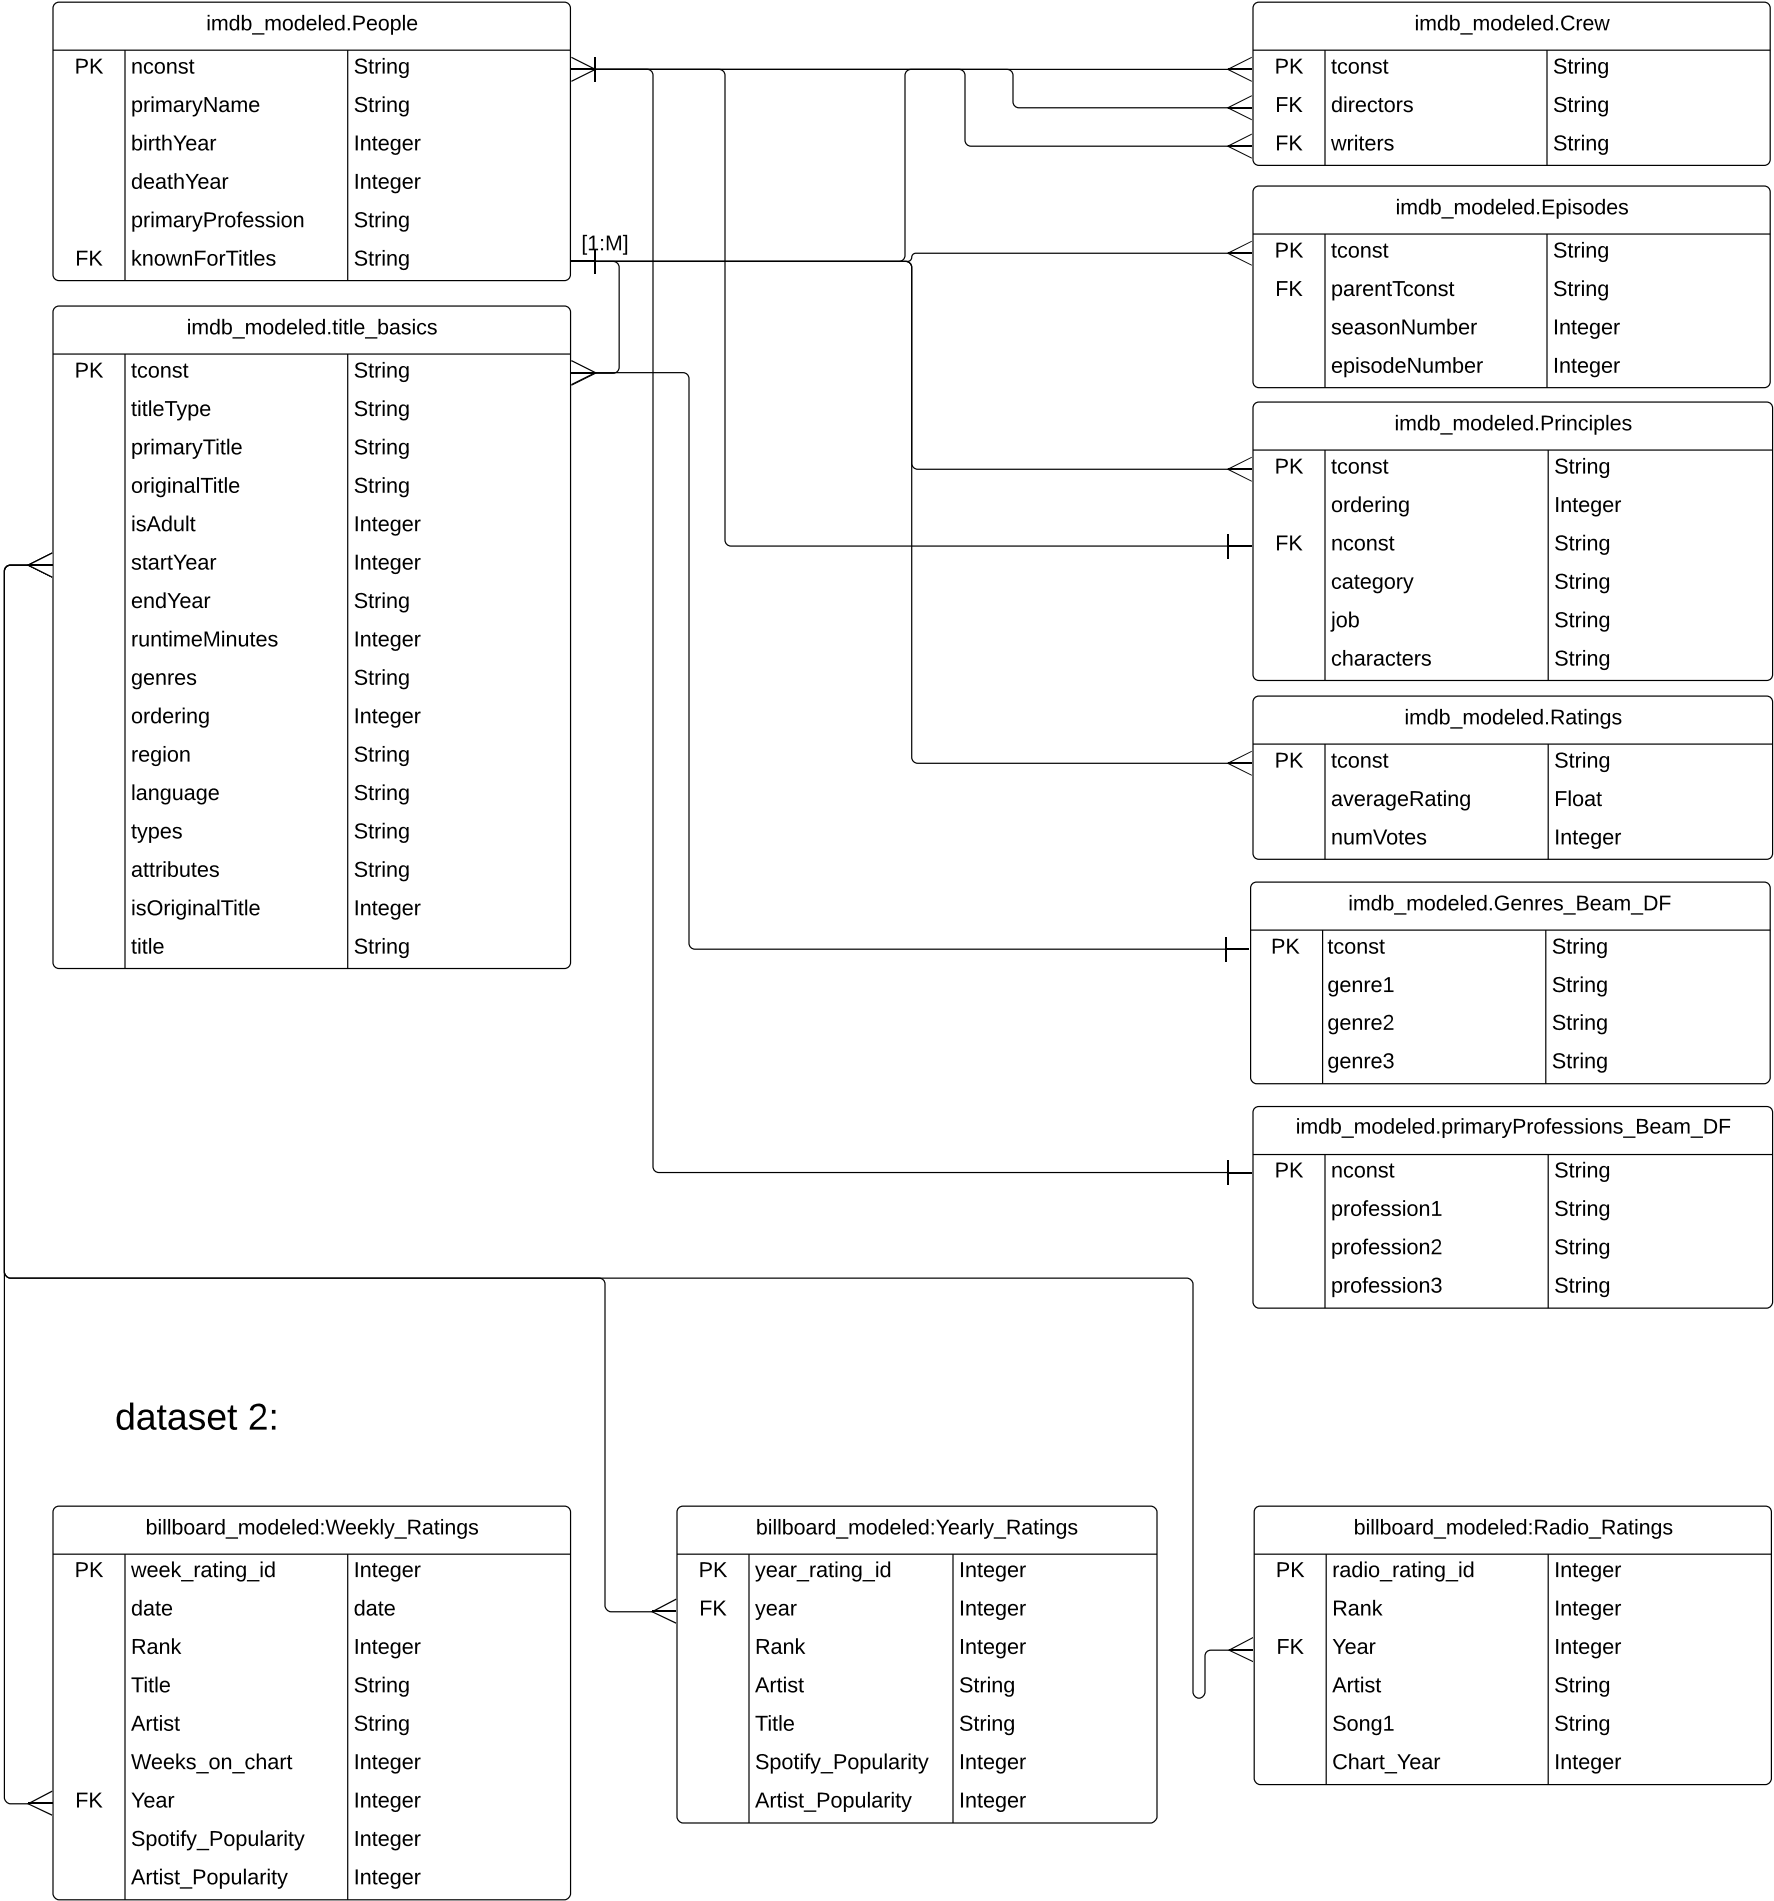 imdb_modeled.People
PK nconst String
primaryName String
birthYear Integer
deathYear Integer
primaryProfession String
FK knownForTitles String
[1:M]
imdb_modeled.title_basics
PK tconst String
titleType String
primaryTitle String
originalTitle String
isAdult Integer
startYear Integer
endYear String
runtimeMinutes Integer
genres String
ordering Integer
region String
language String
types String
attributes String
isOriginalTitle Integer
title String
imdb_modeled.Crew
PK tconst String
FK directors String
FK writers String
imdb_modeled.Episodes
PK tconst String
FK parentTconst String
seasonNumber Integer
episodeNumber Integer
imdb_modeled.Principles
PK tconst String
ordering Integer
FK nconst String
category String
job String
characters String
imdb_modeled.Ratings
PK tconst String
averageRating Float
numVotes Integer
imdb_modeled.Genres_Beam_DF
PK tconst String
genre1 String
genre2 String
genre3 String
imdb_modeled.primaryProfessions_Beam_DF
PK nconst String
profession1 String
profession2 String
profession3 String
dataset 2:
billboard_modeled:Weekly_Ratings
PK week_rating_id Integer
date date
Rank Integer
Title String
Artist String
Weeks_on_chart Integer
FK Year Integer
Spotify_Popularity Integer
Artist_Popularity Integer
billboard_modeled:Yearly_Ratings
PK year_rating_id Integer
FK year Integer
Rank Integer
Artist String
Title String
Spotify_Popularity Integer
Artist_Popularity Integer
billboard_modeled:Radio_Ratings
PK radio_rating_id Integer
Rank Integer
FK Year Integer
Artist String
Song1 String
Chart_Year Integer